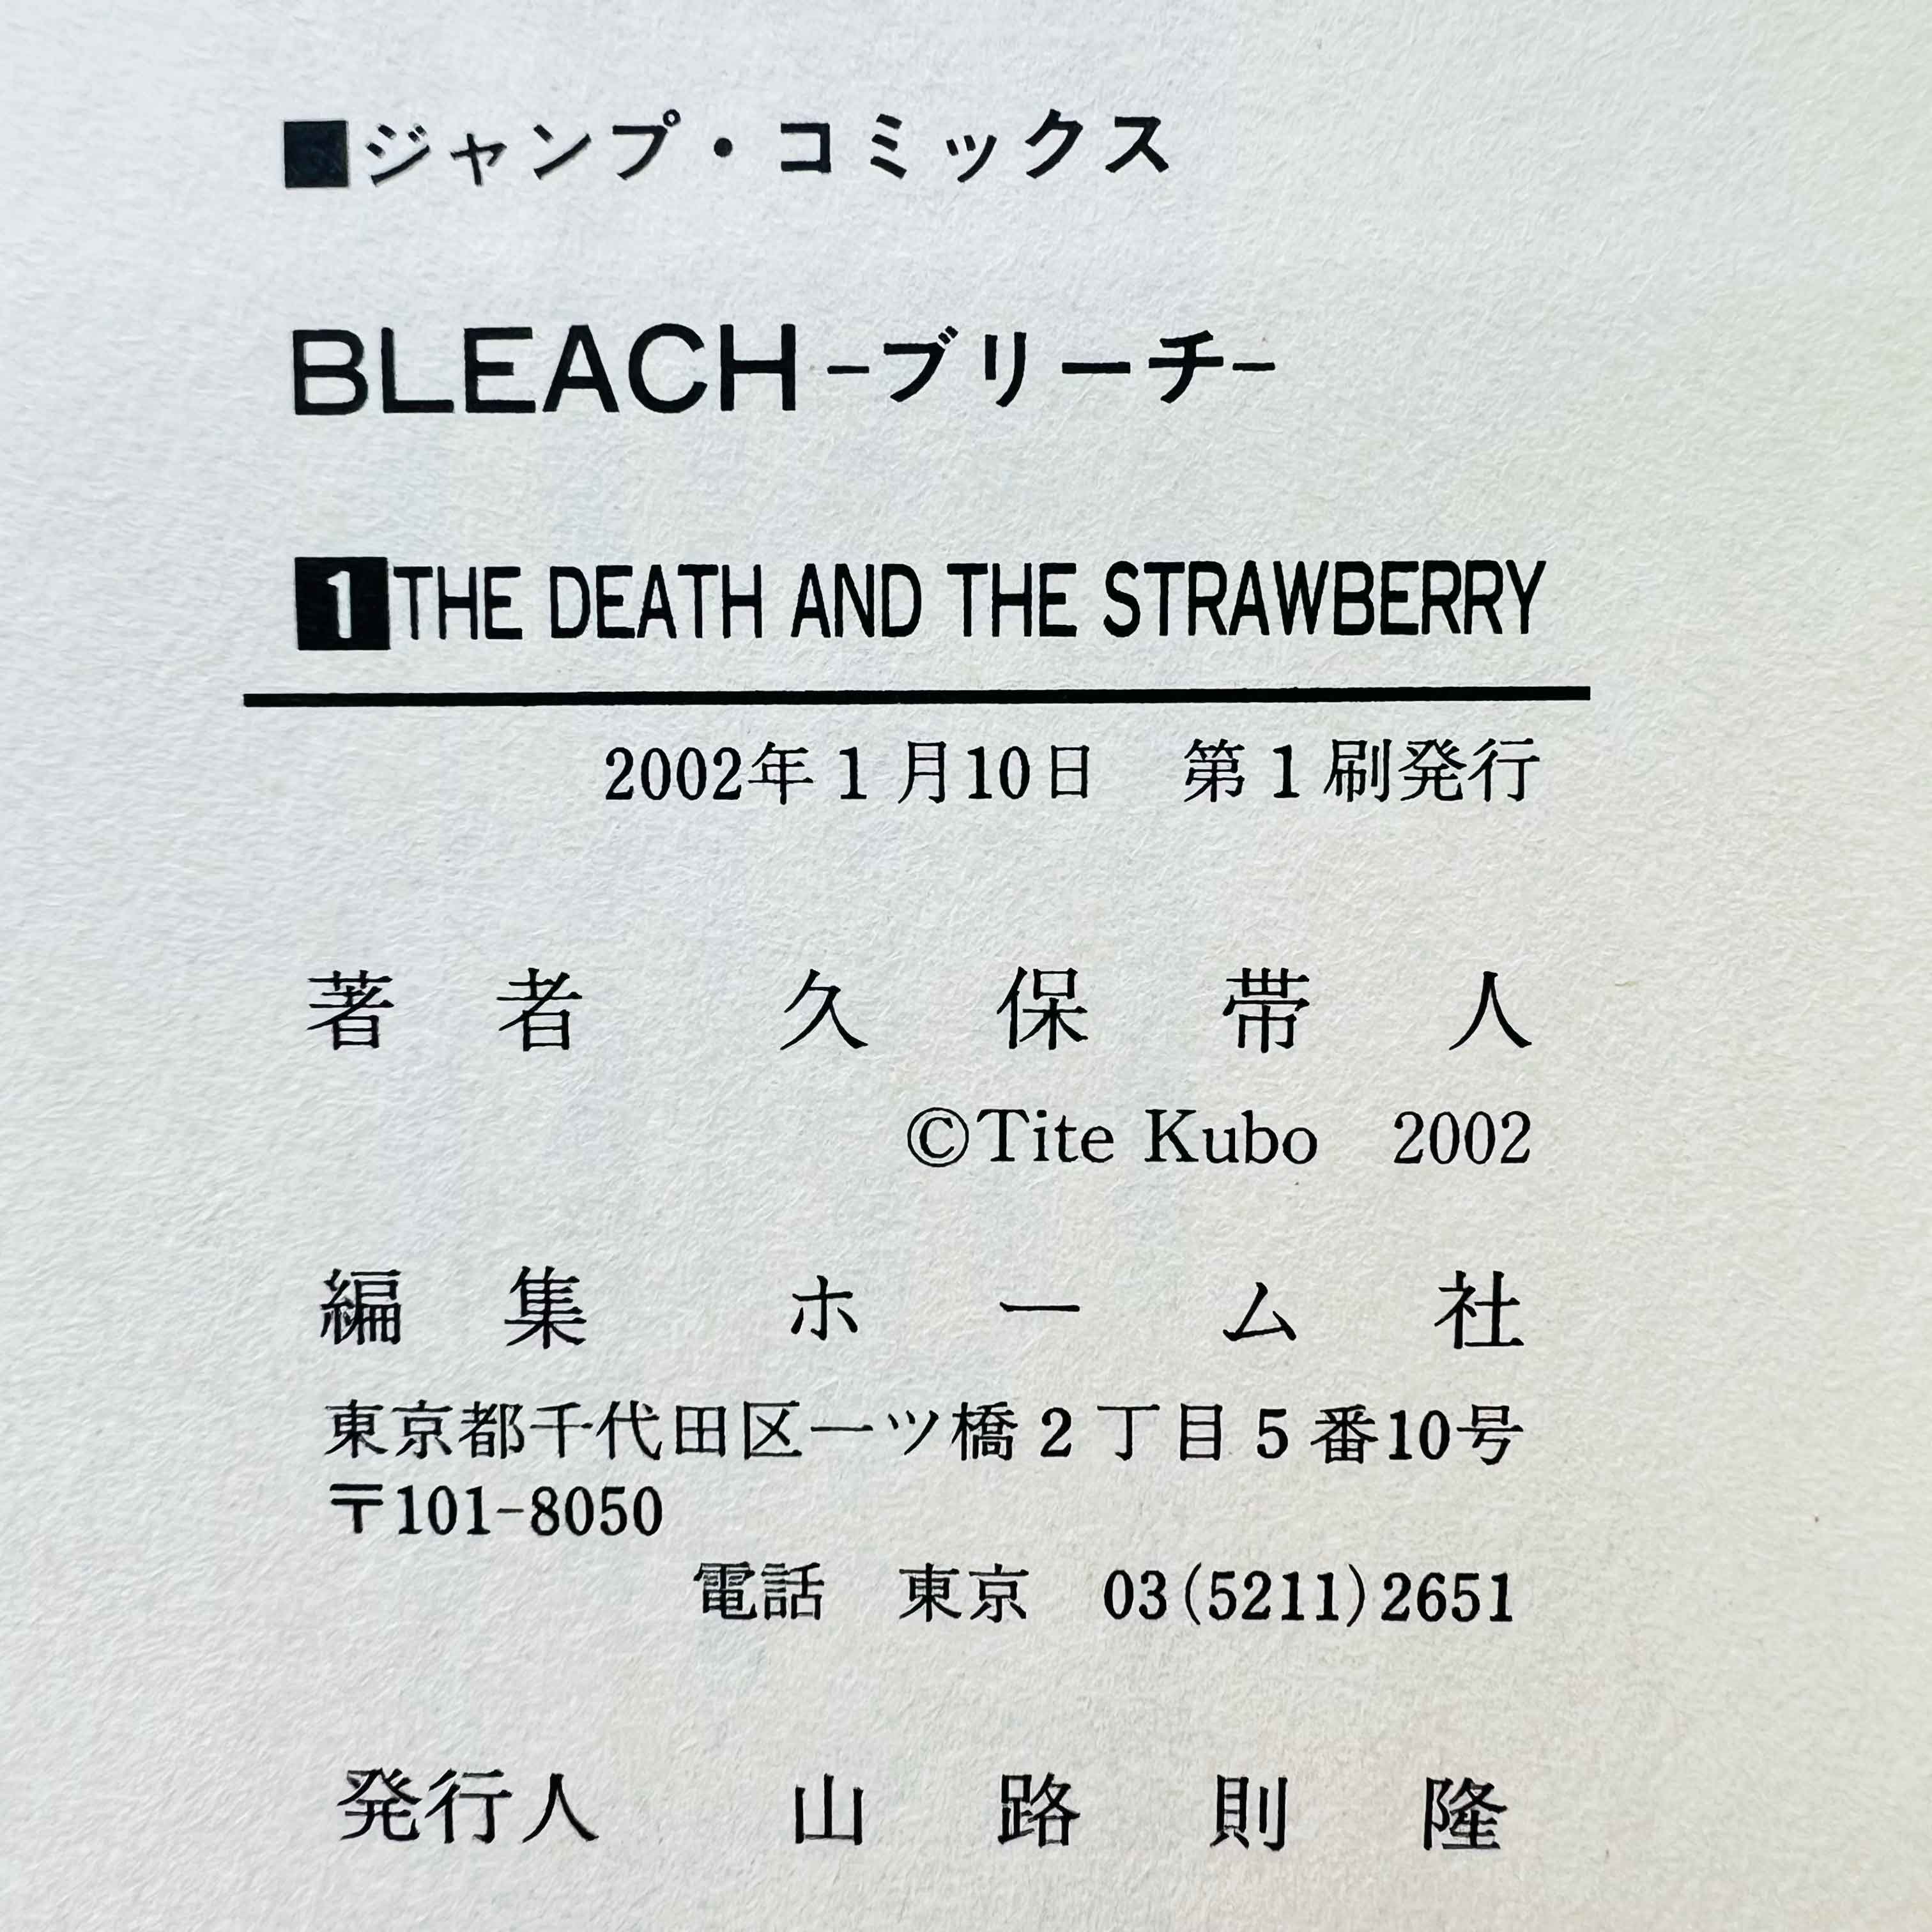 ■ジャンプ・コミックス
BLEACH-ブリーチ-
1 THE DEATH AND THE STRAWBERRY
2002年1月10日　第1刷発行
著者　久保帯人
©Tite Kubo　2002
編集　ホーム社
東京都千代田区一ツ橋2丁目5番10号
〒101-8050
電話　東京　03(5211)2651
発行人　山路則隆